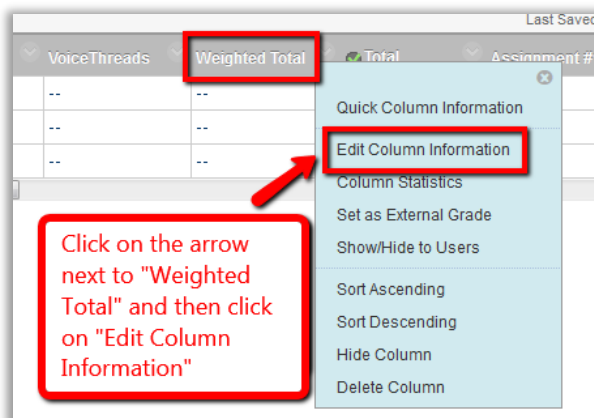 Last Saved
VoiceThreads Weighted Total Total Assignment #
-- --
-- --
-- --
Quick Column Information
Edit Column Information
Column Statistics
Set as External Grade
Show/Hide to Users
Sort Ascending
Sort Descending
Hide Column
Delete Column
Click on the arrow
next to "Weighted
Total" and then click
on "Edit Column
Information"